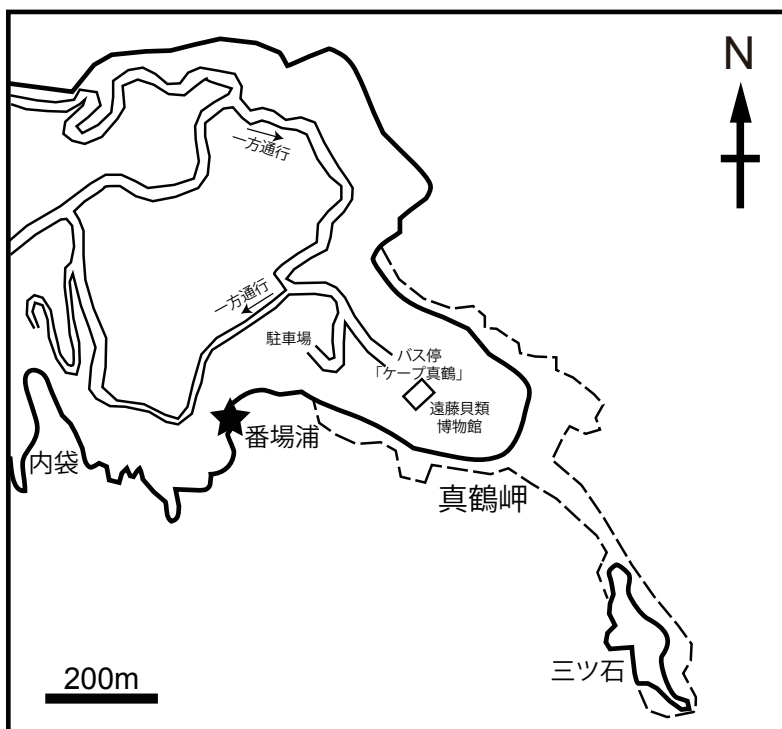 N
一方通行
一方通行
駐車場
バス停
「ケープ真鶴」
遠藤貝類
博物館
番場浦
内袋
真鶴岬
三ツ石
200m